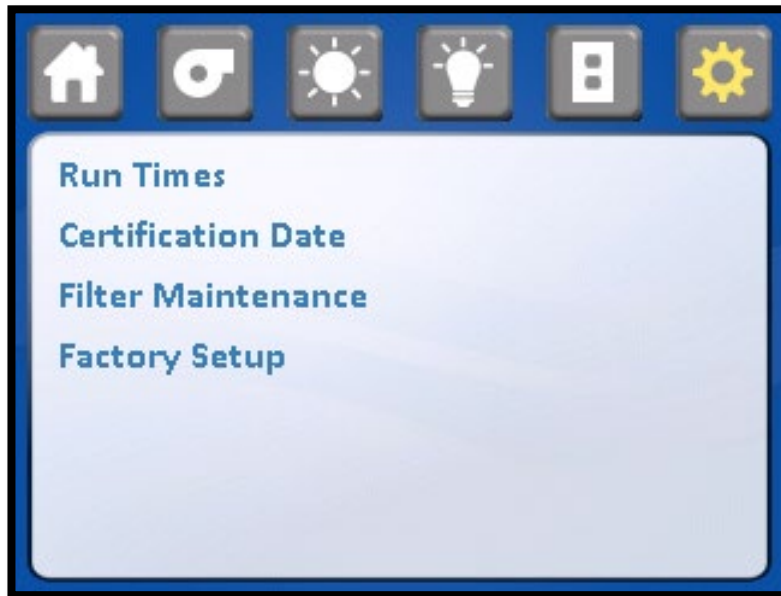 Run Times
Certification Date
Filter Maintenance
Factory Setup